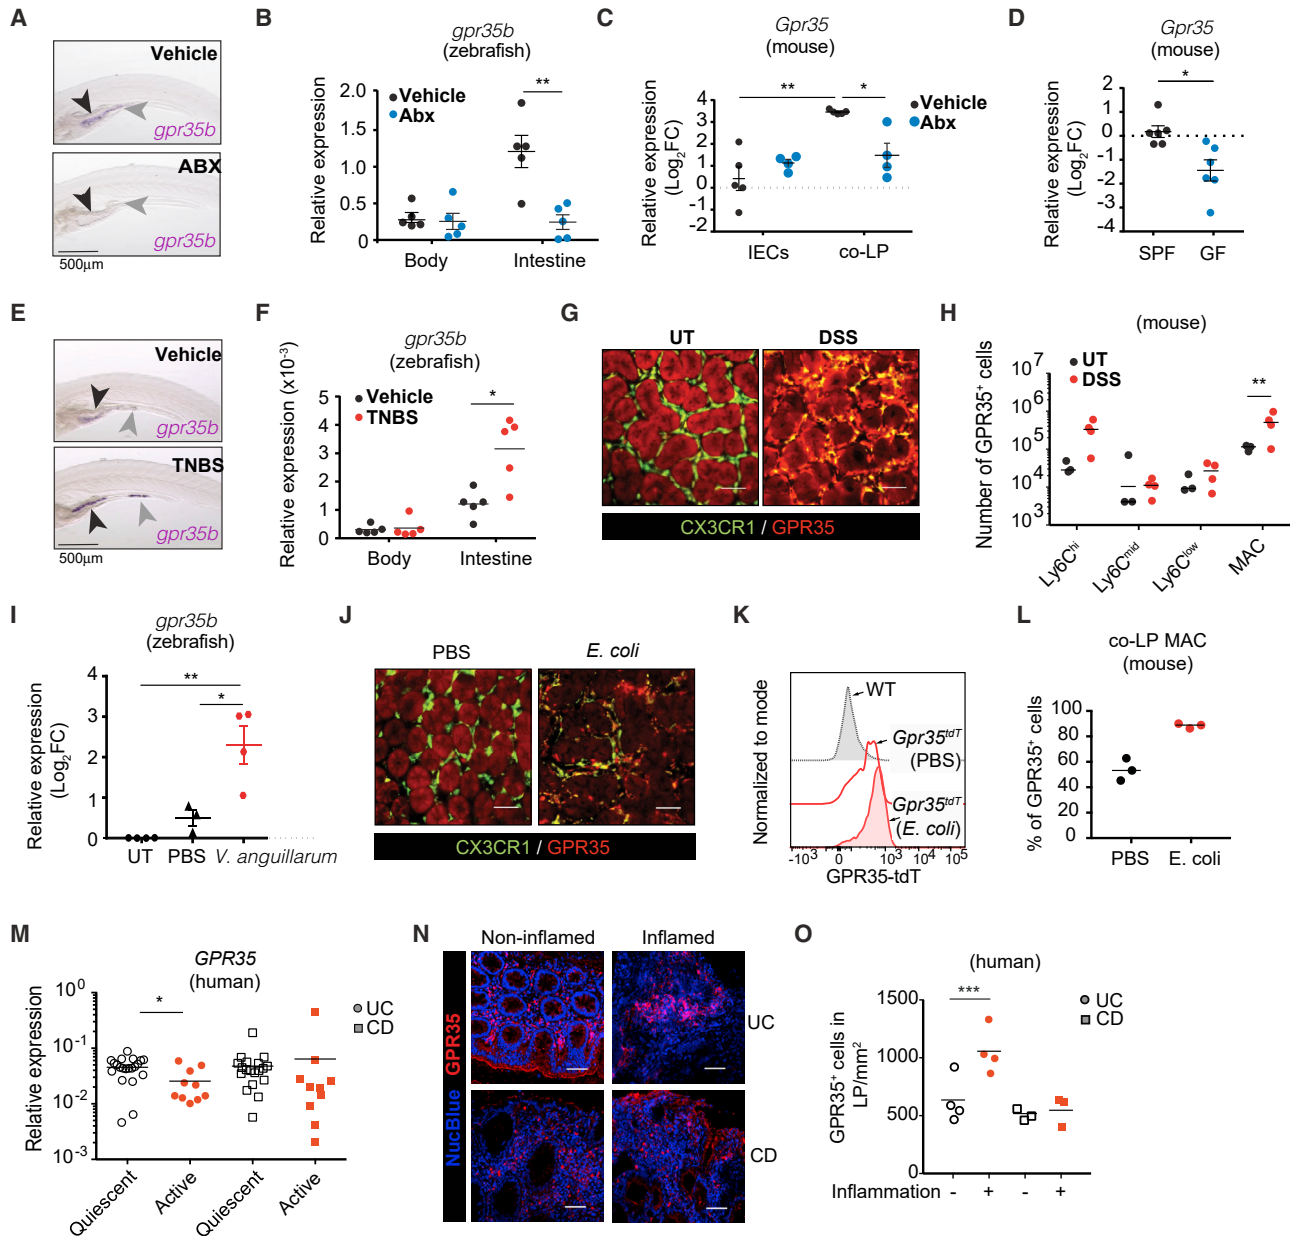 A
Vehicle
gpr35b
ABX
gpr35b
500μm
B
gpr35b
(zebrafish)
Relative expression
2.0
1.5
1.0
0.5
0
Vehicle
Abx
**
Body
Intestine
C
Gpr35
(mouse)
Relative expression
(Log2FC)
4
3
2
1
0
-1
-2
**
*
Vehicle
Abx
IECs
co-LP
D
Gpr35
(mouse)
Relative expression
(Log2FC)
2
1
0
-1
-2
-3
-4
*
SPF
GF
E
Vehicle
gpr35b
TNBS
gpr35b
500μm
F
gpr35b
(zebrafish)
Relative expression (x10-3)
5
4
3
2
1
0
Vehicle
TNBS
*
Body
Intestine
G
UT
DSS
CX3CR1 / GPR35
H
(mouse)
Number of GPR35+ cells
10^7
10^6
10^5
10^4
10^3
UT
DSS
**
Ly6Chi
Ly6Cmid
Ly6Clow
MAC
I
gpr35b
(zebrafish)
Relative expression
(Log2FC)
4
3
2
1
0
**
*
UT
PBS
V. anguillarum
J
PBS
E. coli
CX3CR1 / GPR35
K
Normalized to mode
WT
Gpr35tdT
(PBS)
Gpr35tdT
(E. coli)
-10^3
0
10^3
10^4
10^5
GPR35-tdT
L
co-LP MAC
(mouse)
% of GPR35+ cells
100
80
60
40
20
0
PBS
E. coli
M
GPR35
(human)
Relative expression
10^0
10^-1
10^-2
10^-3
*
UC
CD
Quiescent
Active
Quiescent
Active
N
Non-inflamed
Inflamed
GPR35
NucBlue
UC
CD
O
(human)
GPR35+ cells in
LP/mm2
1500
1000
500
0
***
UC
CD
Inflammation
-
+
-
+